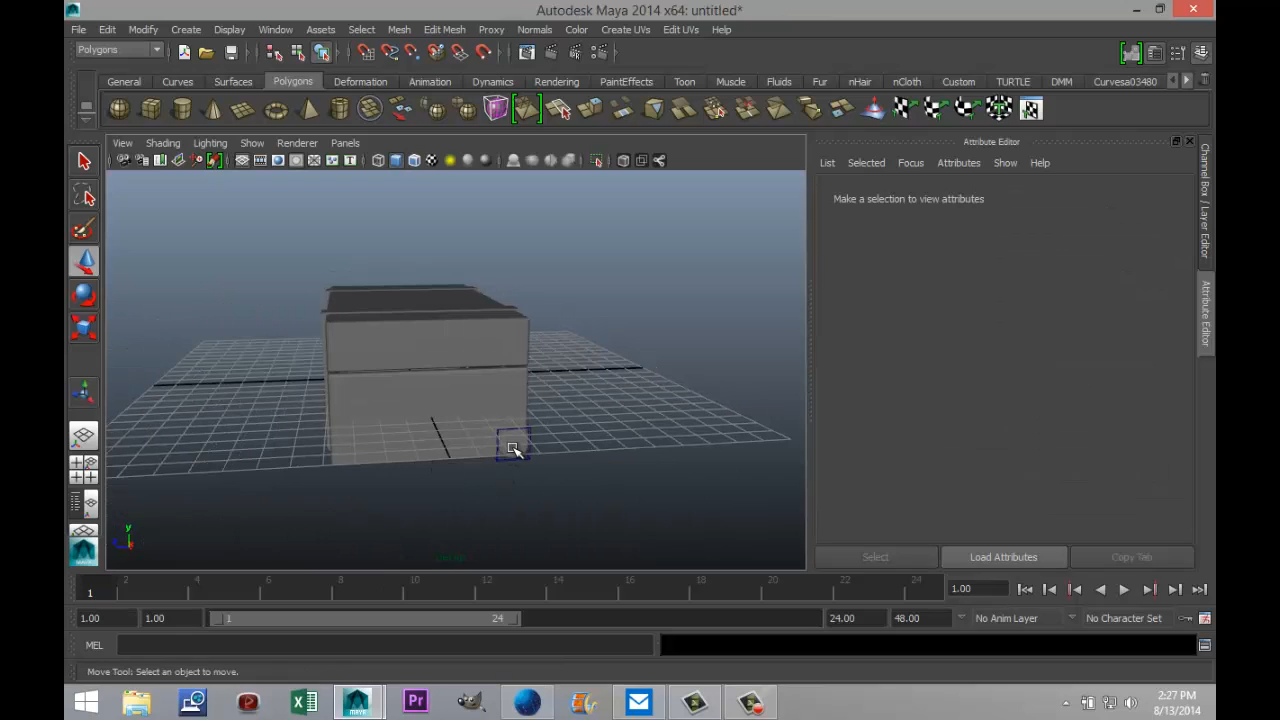 Autodesk Maya 2014 x64: untitled*
File Edit Modify Create Display Window Assets Select Mesh Edit Mesh Proxy Normals Color Create UVs Edit UVs Help
Polygons
General Curves Surfaces Polygons Deformation Animation Dynamics Rendering PaintEffects Toon Muscle Fluids Fur nHair nCloth Custom TURTLE DMM Curvesa03480
View Shading Lighting Show Renderer Panels
Attribute Editor
List Selected Focus Attributes Show Help
Make a selection to view attributes
Channel Box / Layer Editor
Attribute Editor
y
Select Load Attributes Copy Tab
2 4 6 8 10 12 14 16 18 20 22 24
1
1.00
1.00 1.00 1 24 24.00 48.00 No Anim Layer No Character Set
MEL
Move Tool: Select an object to move.
MAYA
Pr
2:27 PM
8/13/2014